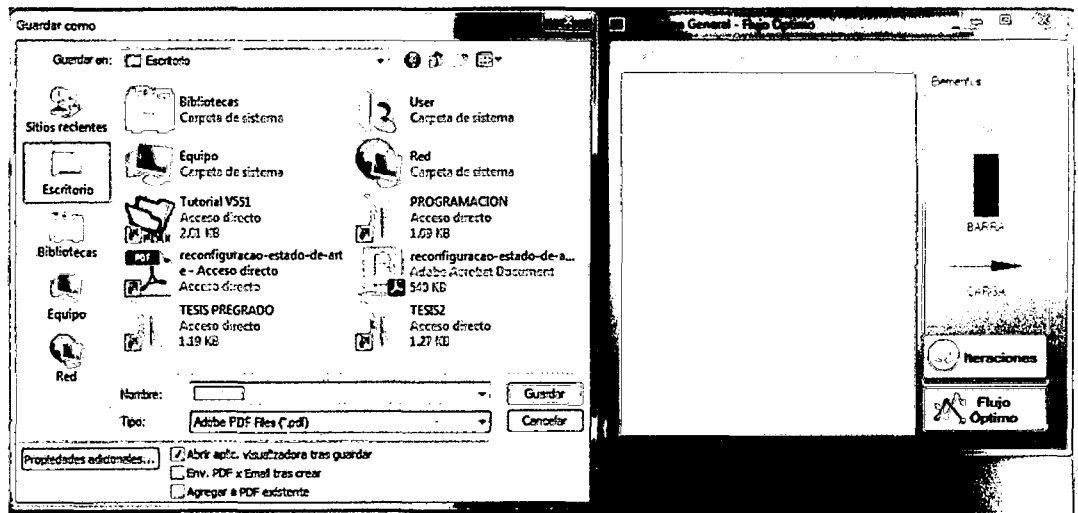 Guardar como
Guardar en: Escritorio
Sitios recientes
Escritorio
Bibliotecas
Equipo
Red
Bibliotecas
Carpeta de sistema
User
Carpeta de sistema
Equipo
Carpeta de sistema
Red
Carpeta de sistema
Tutorial V551
Acceso directo
2.01 KB
PROGRAMACION
Acceso directo
1.09 KB
PDF
reconfiguracao-estado-de-art
e - Acceso directo
Acceso directo
reconfiguracao-estado-de-a...
Adobe Acrobat Document
540 KB
TESIS PREGRADO
Acceso directo
1.19 KB
TESIS2
Acceso directo
1.27 KB
Nombre:
Guardar
Tipo: Adobe PDF Files (*.pdf)
Cancelar
Propiedades adicionales...
Abrir aplic. visualizadora tras guardar
Env. PDF x Email tras crear
Agregar a PDF existente
General - Flujo Óptimo
Elementos
BARRA
CARGA
Iteraciones
Flujo
Óptimo